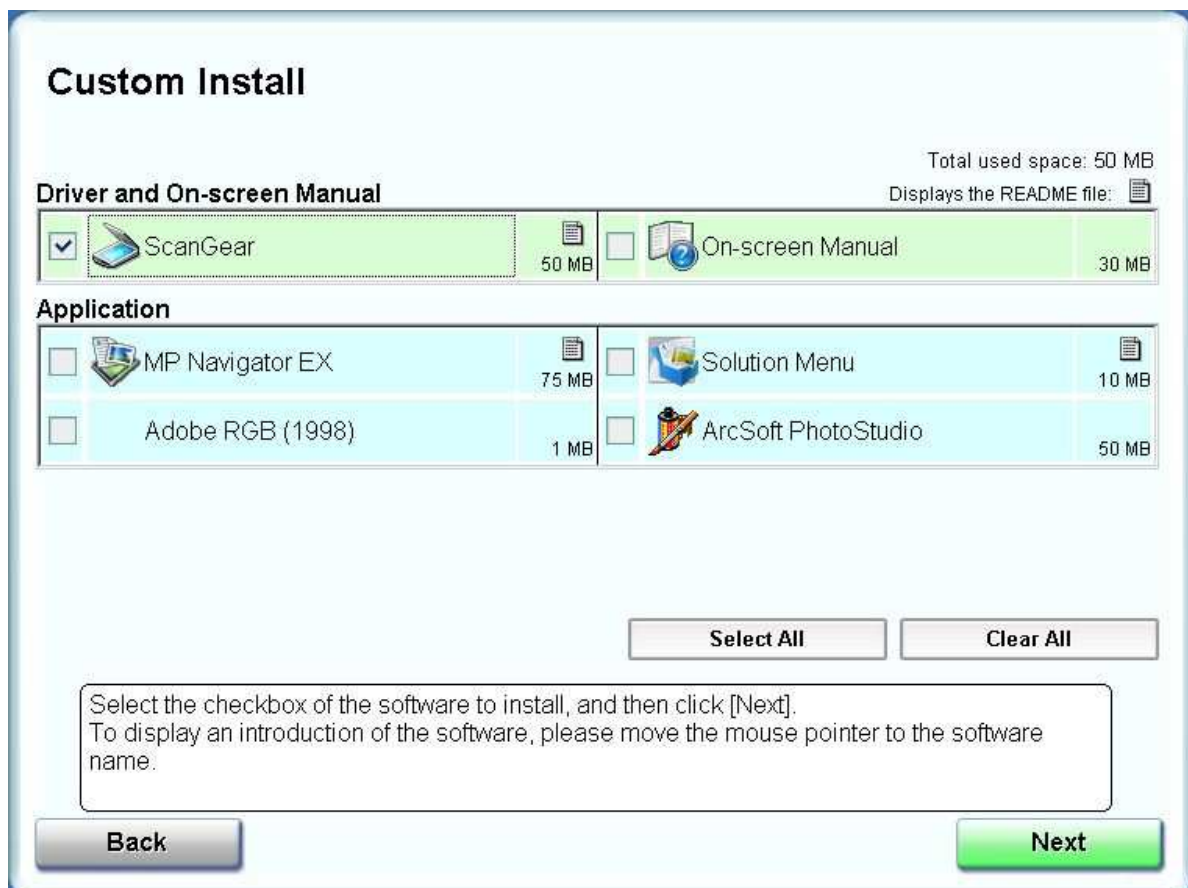 Custom Install
Total used space: 50 MB
Driver and On-screen Manual
Displays the README file:
ScanGear
50 MB
On-screen Manual
30 MB
Application
MP Navigator EX
75 MB
Solution Menu
10 MB
Adobe RGB (1998)
1 MB
ArcSoft PhotoStudio
50 MB
Select All
Clear All
Select the checkbox of the software to install, and then click [Next].
To display an introduction of the software, please move the mouse pointer to the software
name.
Back
Next